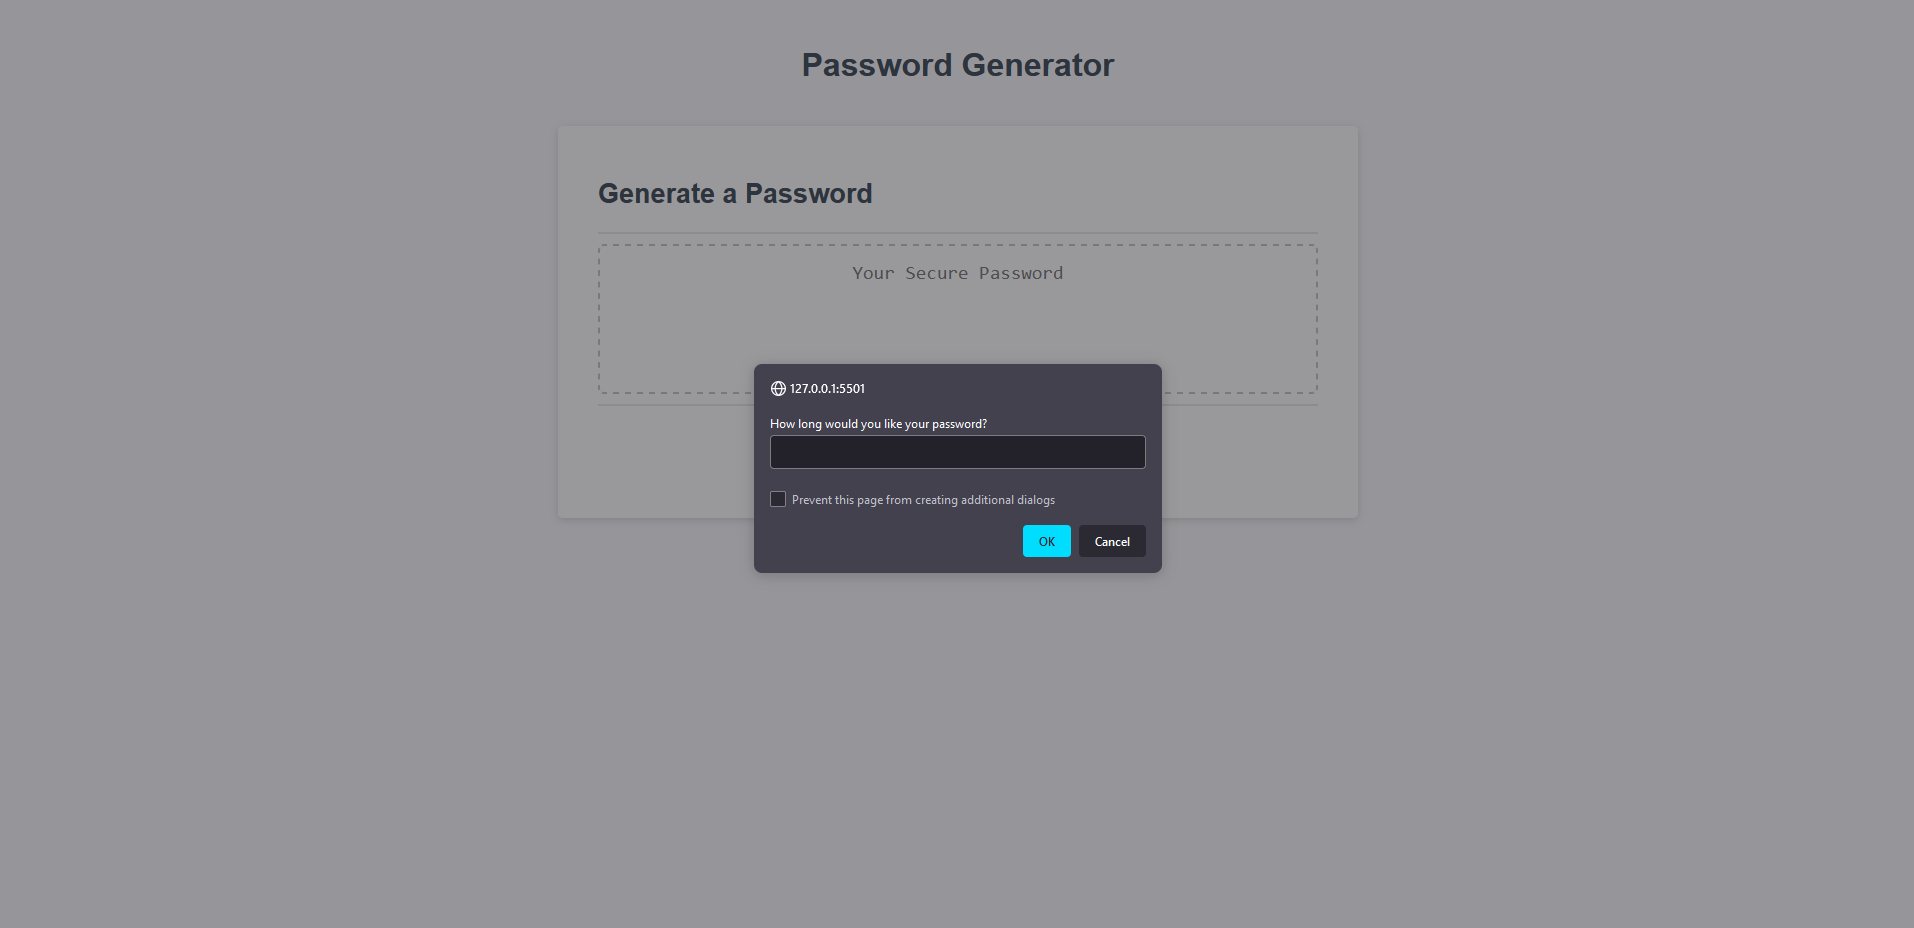 Password Generator
Generate a Password
Your Secure Password
127.0.0.1:5501
How long would you like your password?
Prevent this page from creating additional dialogs
OK Cancel